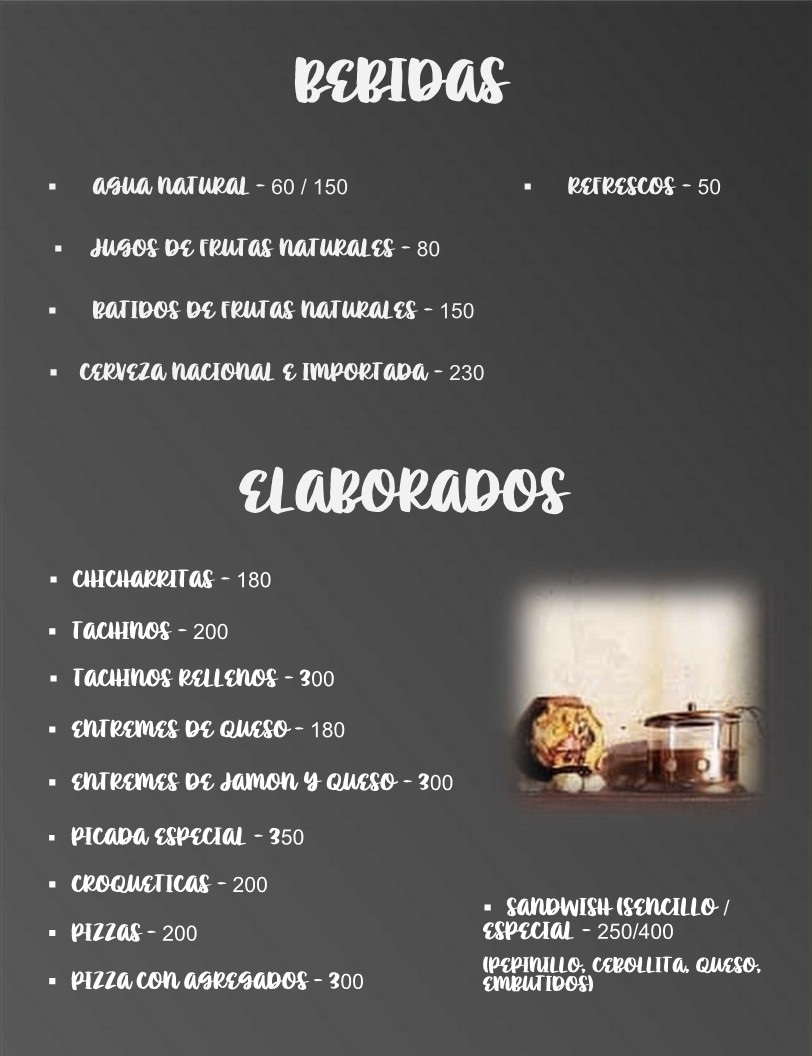 BEBIDAS
▪ AGUA NATURAL - 60 / 150
▪ REFRESCOS - 50
▪ JUGOS DE FRUTAS NATURALES - 80
▪ BATIDOS DE FRUTAS NATURALES - 150
▪ CERVEZA NACIONAL E IMPORTADA - 230
ELABORADOS
▪ CHICHARRITAS - 180
▪ TACHINOS - 200
▪ TACHINOS RELLENOS - 300
▪ ENTREMES DE QUESO - 180
▪ ENTREMES DE JAMON Y QUESO - 300
▪ PICADA ESPECIAL - 350
▪ CROQUETICAS - 200
▪ PIZZAS - 200
▪ PIZZA CON AGREGADOS - 300
▪ SANDWISH (SENCILLO /
ESPECIAL - 250/400
(PEPINILLO, CEBOLLITA, QUESO,
EMBUTIDOS)